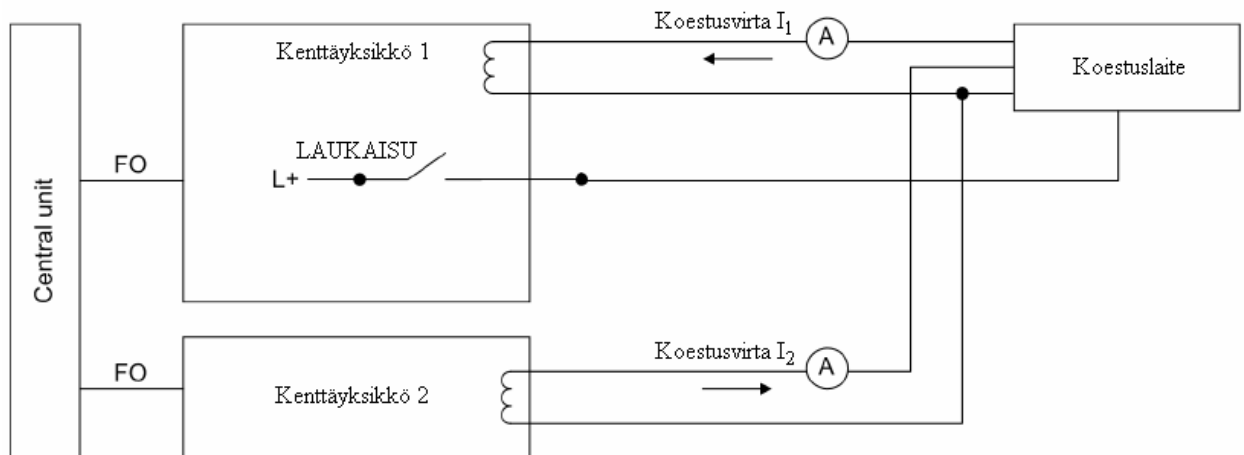 Koestusvirta I₁
A
Kenttäyksikkö 1
Koestuslaite
LAUKAISU
L+
FO
Central unit
Koestusvirta I₂
A
FO
Kenttäyksikkö 2